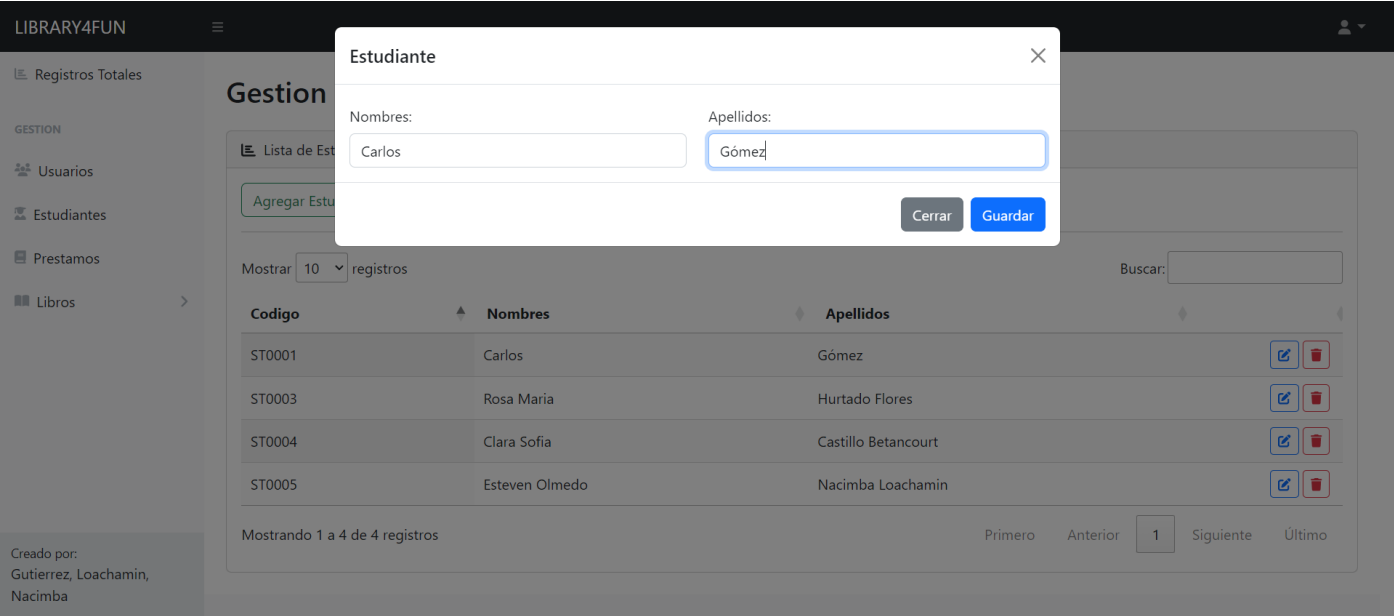 LIBRARY4FUN
Estudiante
Registros Totales
Gestion
Nombres:
Apellidos:
GESTION
Carlos
Gómez
Lista de Est
Usuarios
Agregar Estu
Cerrar
Guardar
Estudiantes
Prestamos
Mostrar 10 registros
Buscar:
Libros
Codigo Nombres Apellidos
ST0001 Carlos Gómez
ST0003 Rosa Maria Hurtado Flores
ST0004 Clara Sofia Castillo Betancourt
ST0005 Esteven Olmedo Nacimba Loachamin
Mostrando 1 a 4 de 4 registros
Primero Anterior 1 Siguiente Último
Creado por:
Gutierrez, Loachamin,
Nacimba